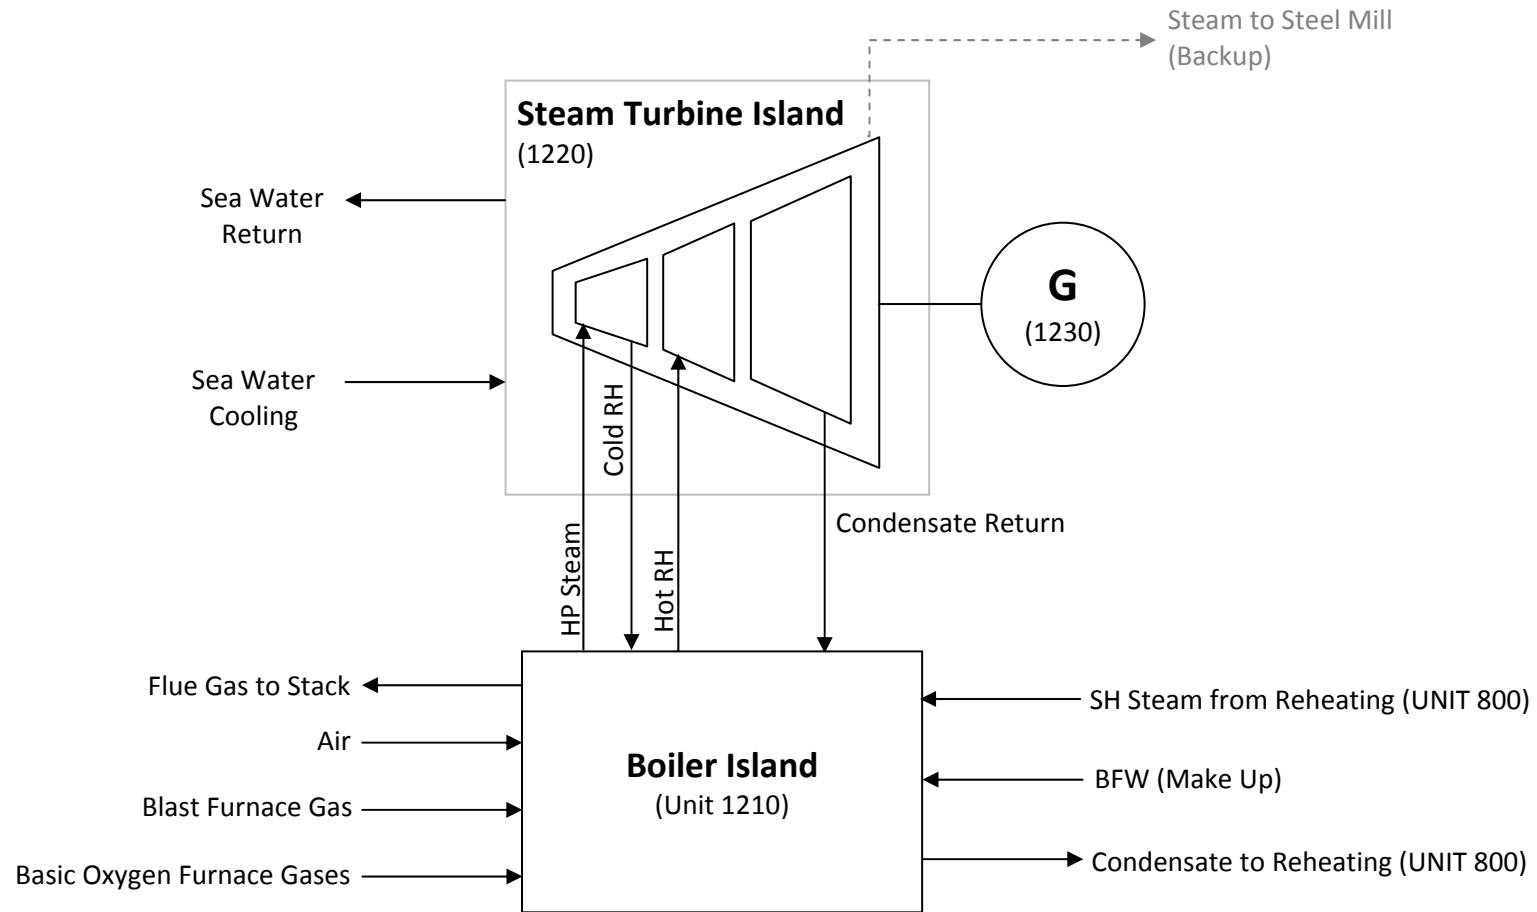 Steam to Steel Mill
(Backup)
Steam Turbine Island
(1220)
Sea Water
Return
G
(1230)
Sea Water
Cooling
Cold RH
HP Steam
Hot RH
Condensate Return
Flue Gas to Stack
SH Steam from Reheating (UNIT 800)
Air
Boiler Island
(Unit 1210)
BFW (Make Up)
Blast Furnace Gas
Condensate to Reheating (UNIT 800)
Basic Oxygen Furnace Gases